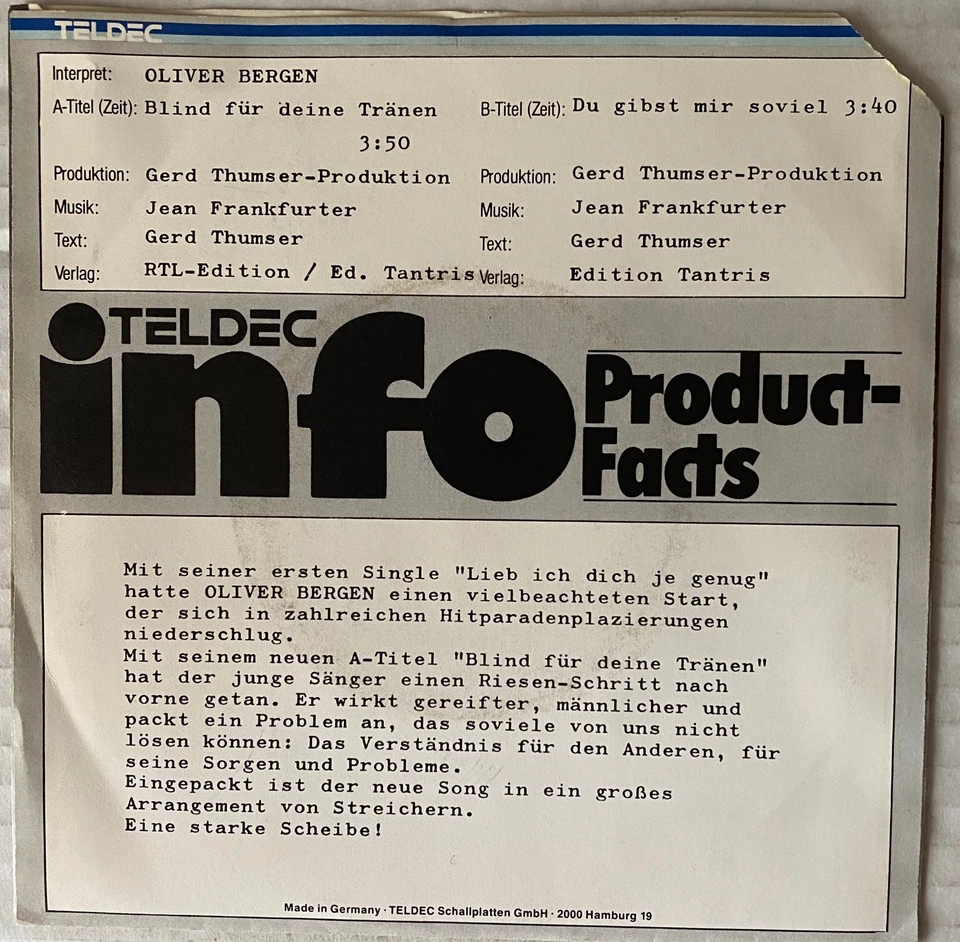 TELDEC
Interpret: OLIVER BERGEN
A-Titel (Zeit): Blind für deine Tränen
3:50
Produktion: Gerd Thumser-Produktion
Musik: Jean Frankfurter
Text: Gerd Thumser
Verlag: RTL-Edition / Ed. Tantris
B-Titel (Zeit): Du gibst mir soviel 3:40
Produktion: Gerd Thumser-Produktion
Musik: Jean Frankfurter
Text: Gerd Thumser
Verlag: Edition Tantris
TELDEC
info
Product-
Facts
Mit seiner ersten Single "Lieb ich dich je genug"
hatte OLIVER BERGEN einen vielbeachteten Start,
der sich in zahlreichen Hitparadenplazierungen
niederschlug.
Mit seinem neuen A-Titel "Blind für deine Tränen"
hat der junge Sänger einen Riesen-Schritt nach
vorne getan. Er wirkt gereifter, männlicher und
packt ein Problem an, das soviele von uns nicht
lösen können: Das Verständnis für den Anderen, für
seine Sorgen und Probleme.
Eingepackt ist der neue Song in ein großes
Arrangement von Streichern.
Eine starke Scheibe!
Made in Germany · TELDEC Schallplatten GmbH · 2000 Hamburg 19